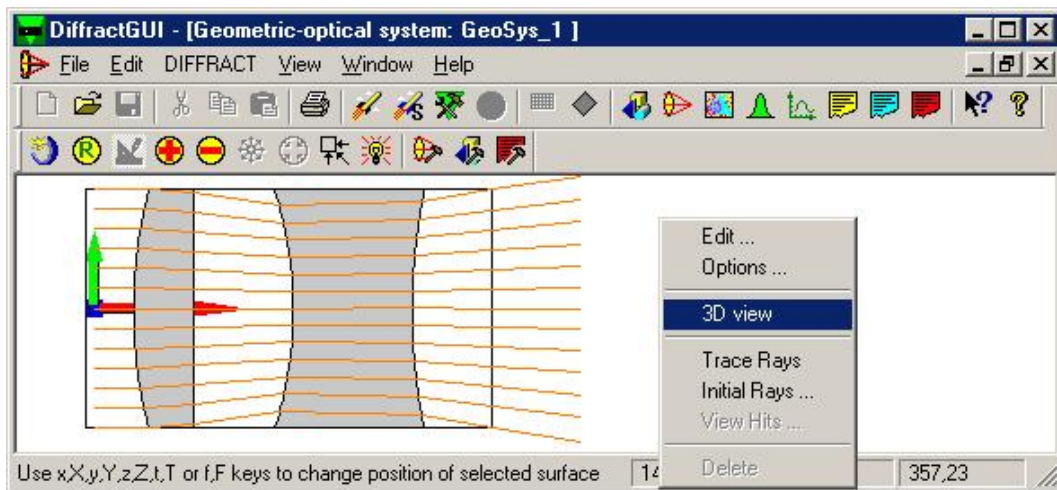 DiffractGUI - [Geometric-optical system: GeoSys_1 ]
File Edit DIFFRACT View Window Help
S ? ?
R
Edit ...
Options ...
3D view
Trace Rays
Initial Rays ...
View Hits ...
Delete
Use x,X,y,Y,z,Z,t,T or f,F keys to change position of selected surface 14 357,23